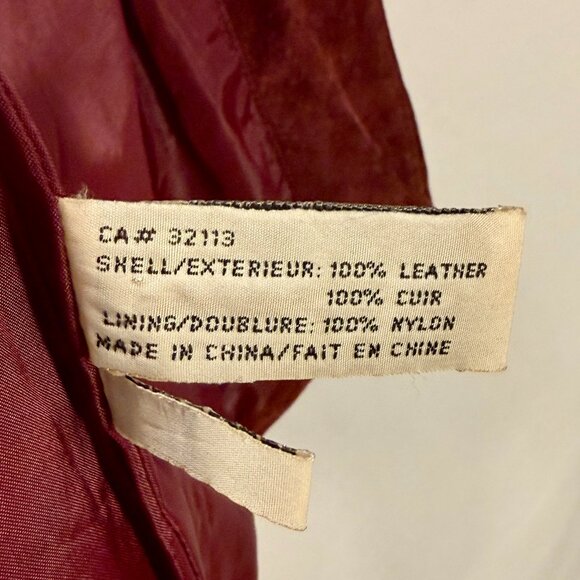 CA# 32113
SHELL/EXTERIEUR: 100% LEATHER
100% CUIR
LINING/DOUBLURE: 100% NYLON
MADE IN CHINA/FAIT EN CHINE